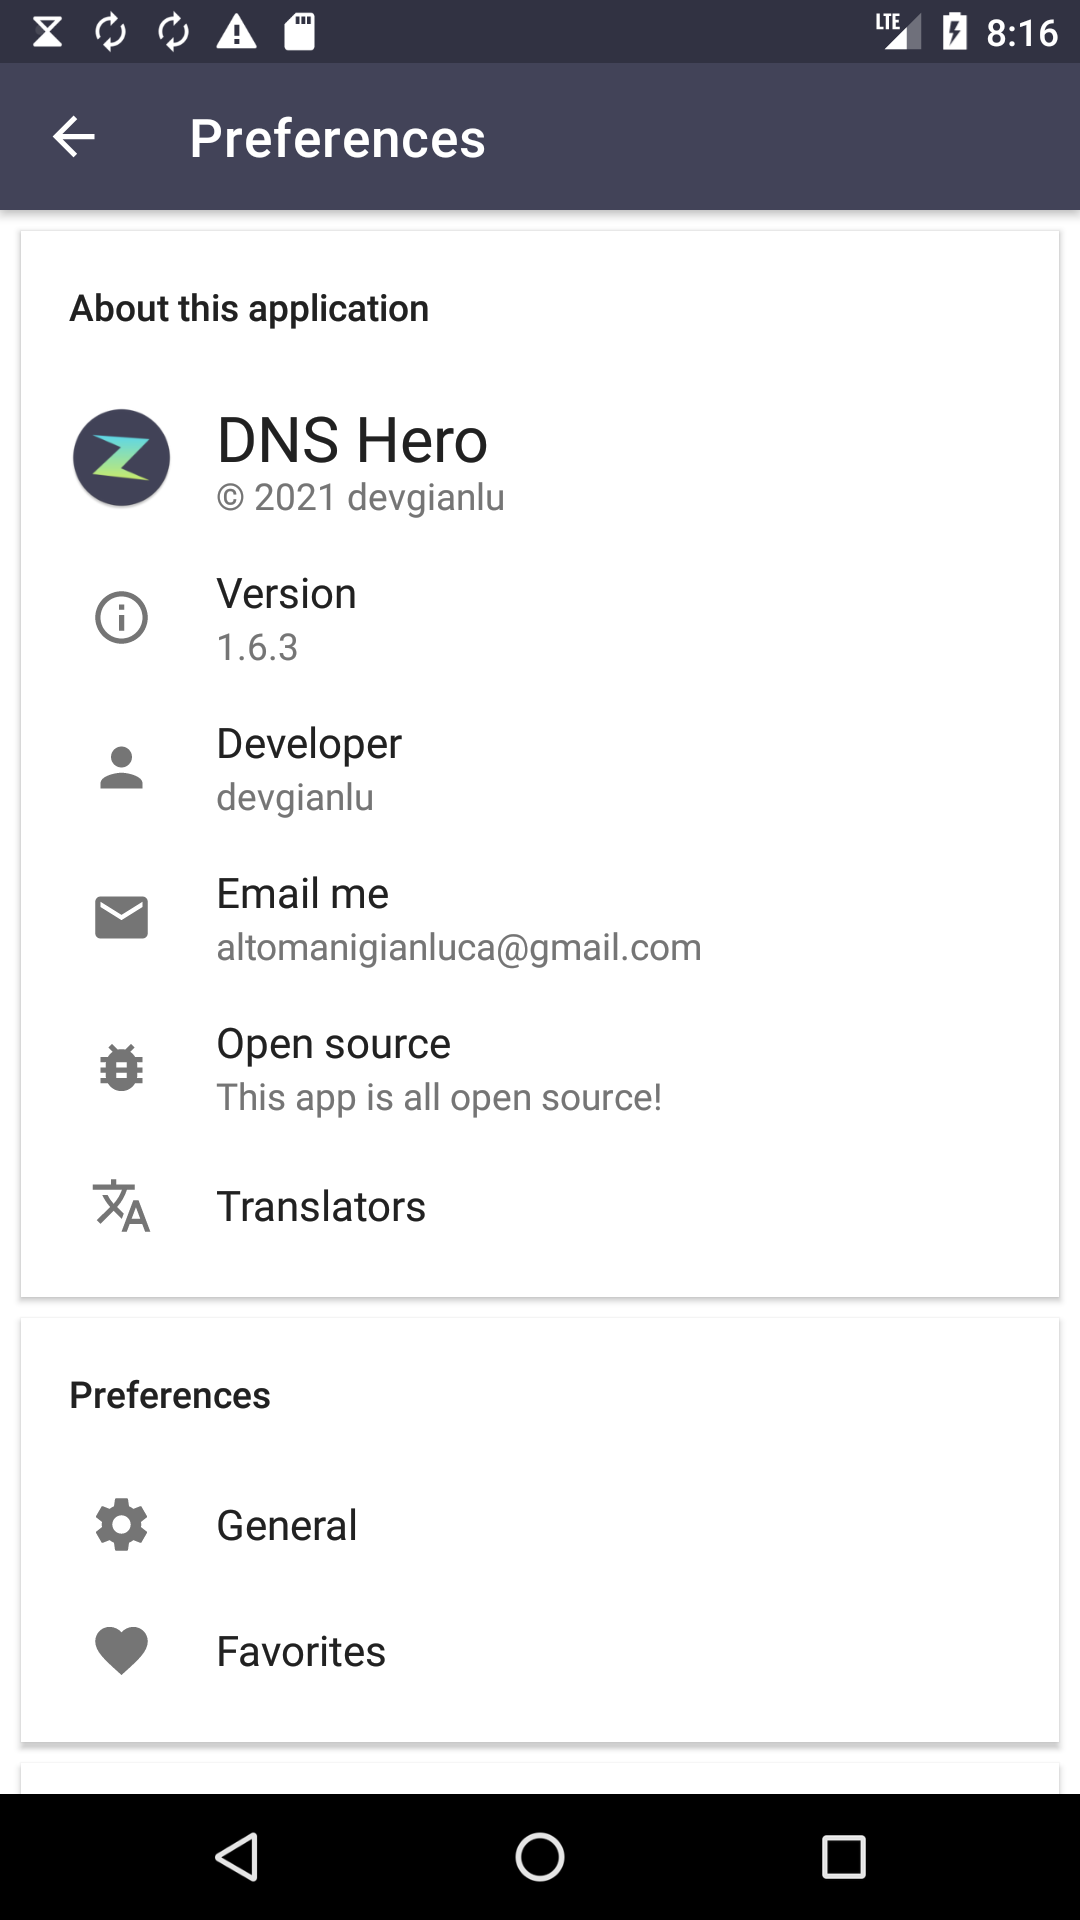 LTE 8:16
Preferences
About this application
DNS Hero
© 2021 devgianlu
Version
1.6.3
Developer
devgianlu
Email me
altomanigianluca@gmail.com
Open source
This app is all open source!
Translators
Preferences
General
Favorites